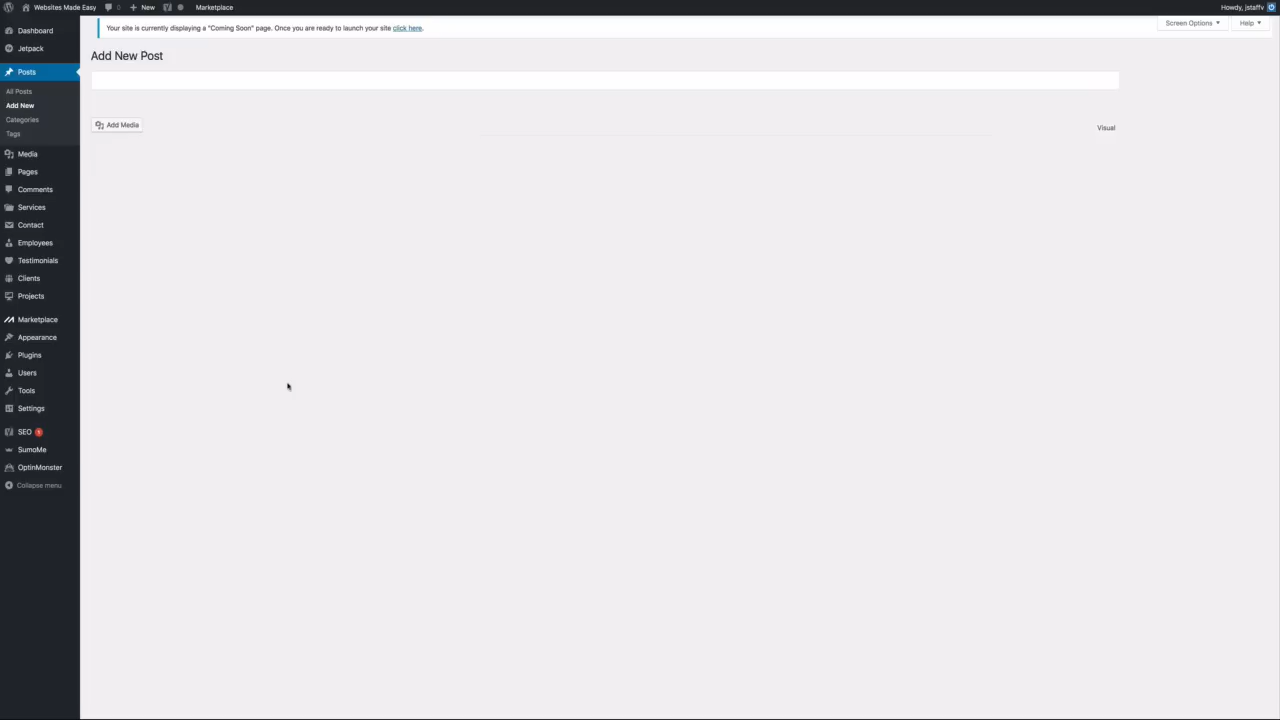 Websites Made Easy 0 New Marketplace Howdy, jstaffv
Dashboard
Jetpack
Posts
All Posts
Add New
Categories
Tags
Media
Pages
Comments
Services
Contact
Employees
Testimonials
Clients
Projects
Marketplace
Appearance
Plugins
Users
Tools
Settings
SEO
SumoMe
OptinMonster
Collapse menu
Your site is currently displaying a "Coming Soon" page. Once you are ready to launch your site click here.
Screen Options Help
Add New Post
Add Media
Visual